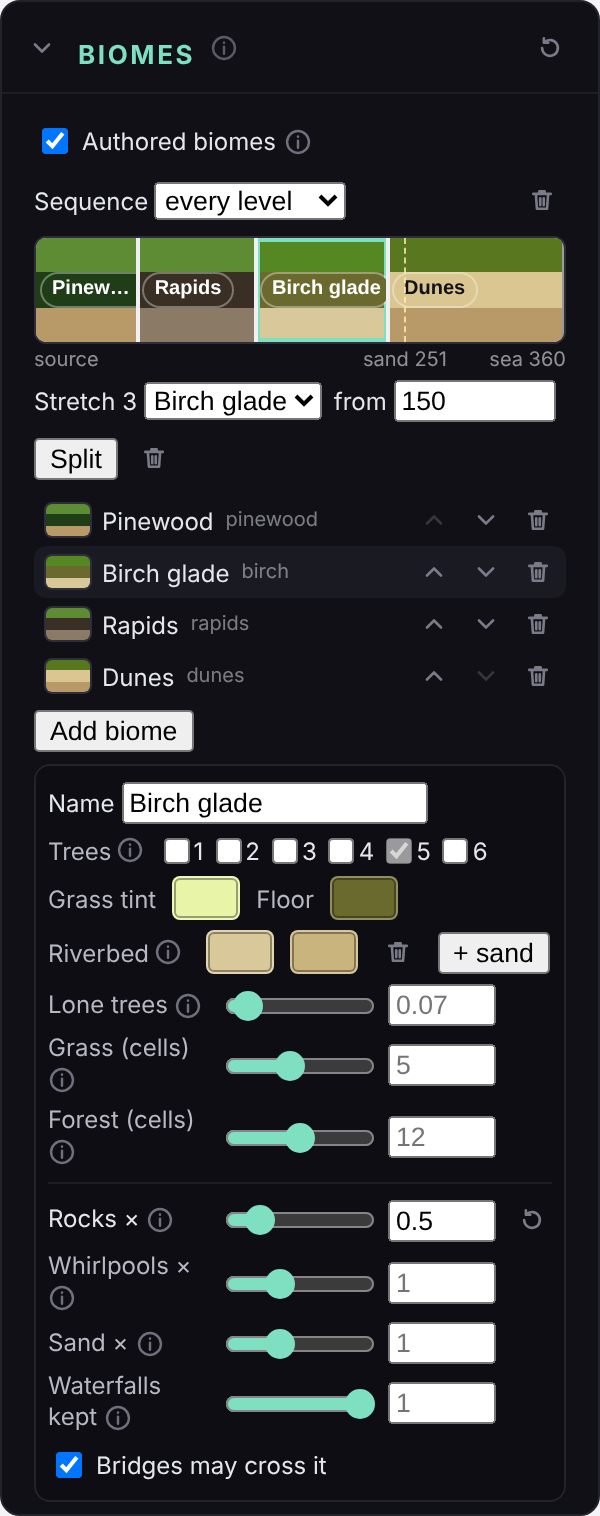 BIOMES
Authored biomes
Sequence every level
Pinew… Rapids Birch glade Dunes
source sand 251 sea 360
Stretch 3 Birch glade from 150
Split
Pinewood pinewood
Birch glade birch
Rapids rapids
Dunes dunes
Add biome
Name Birch glade
Trees 1 2 3 4 5 6
Grass tint Floor
Riverbed + sand
Lone trees 0.07
Grass (cells) 5
Forest (cells) 12
Rocks × 0.5
Whirlpools × 1
Sand × 1
Waterfalls
kept 1
Bridges may cross it